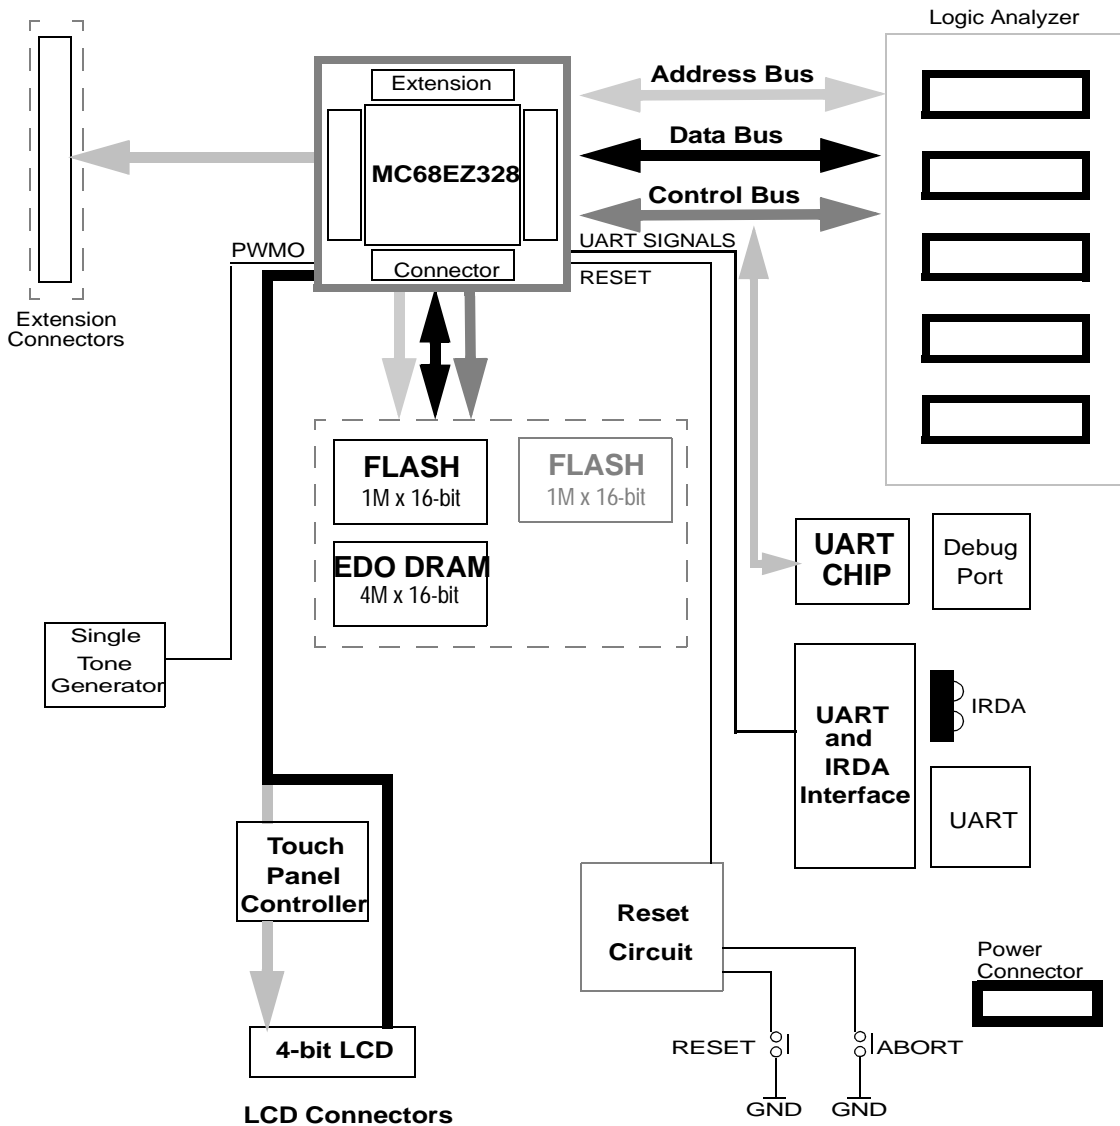 Logic Analyzer
Extension
Address Bus
Data Bus
MC68EZ328
Control Bus
PWMO
UART SIGNALS
Connector
RESET
Extension
Connectors
FLASH
1M x 16-bit
FLASH
1M x 16-bit
EDO DRAM
4M x 16-bit
UART
CHIP
Debug
Port
Single
Tone
Generator
UART
and
IRDA
Interface
IRDA
UART
Touch
Panel
Controller
Reset
Circuit
Power
Connector
RESET
ABORT
4-bit LCD
GND
GND
LCD Connectors